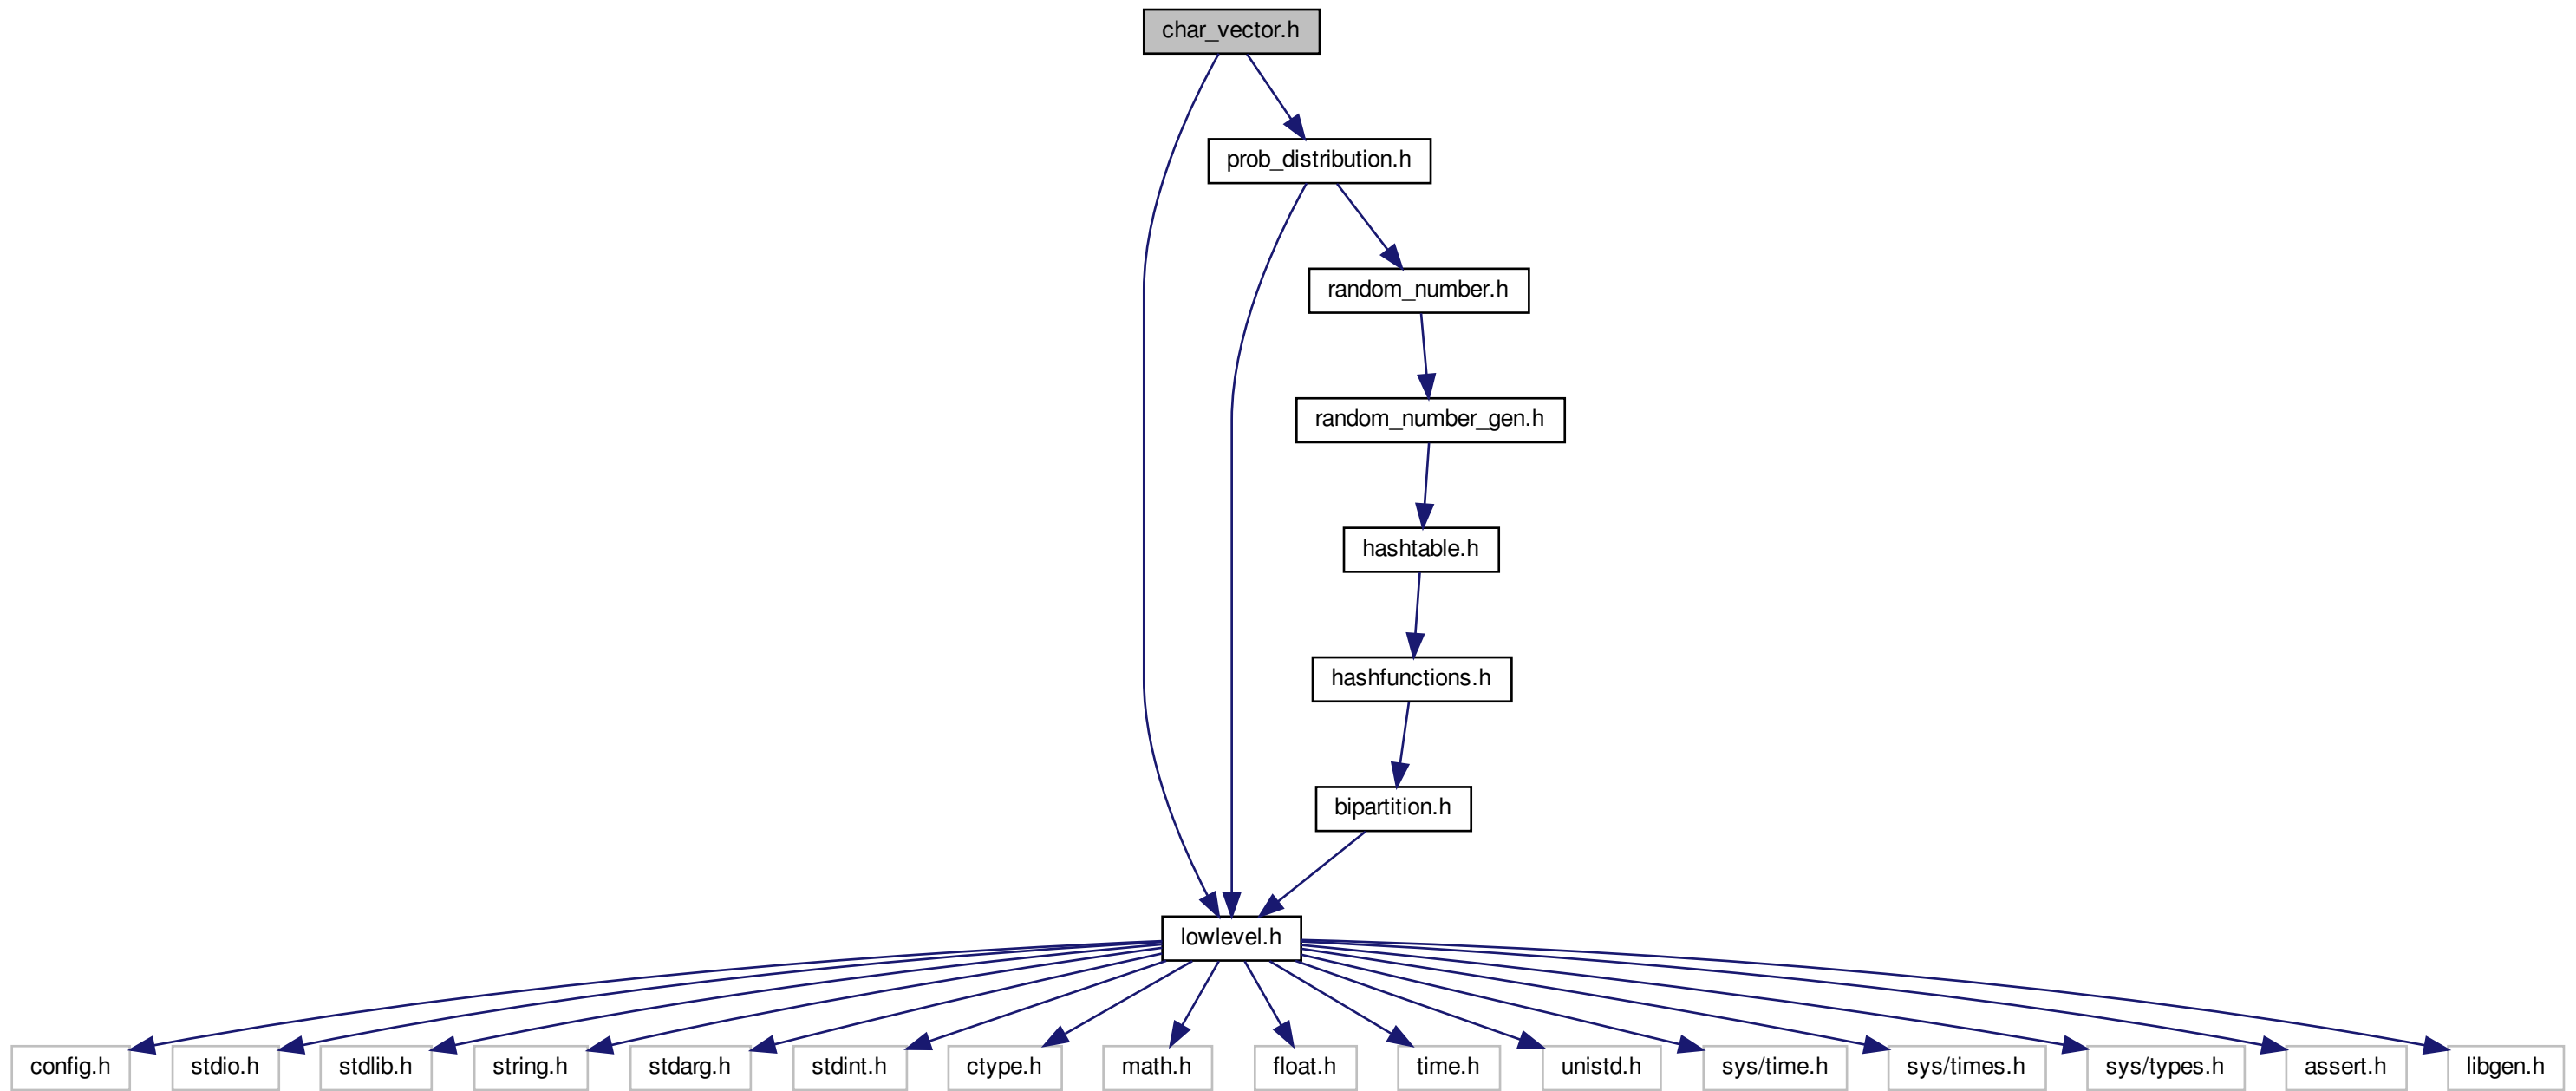 char_vector.h
prob_distribution.h
random_number.h
random_number_gen.h
hashtable.h
hashfunctions.h
bipartition.h
lowlevel.h
config.h
stdio.h
stdlib.h
string.h
stdarg.h
stdint.h
ctype.h
math.h
float.h
time.h
unistd.h
sys/time.h
sys/times.h
sys/types.h
assert.h
libgen.h